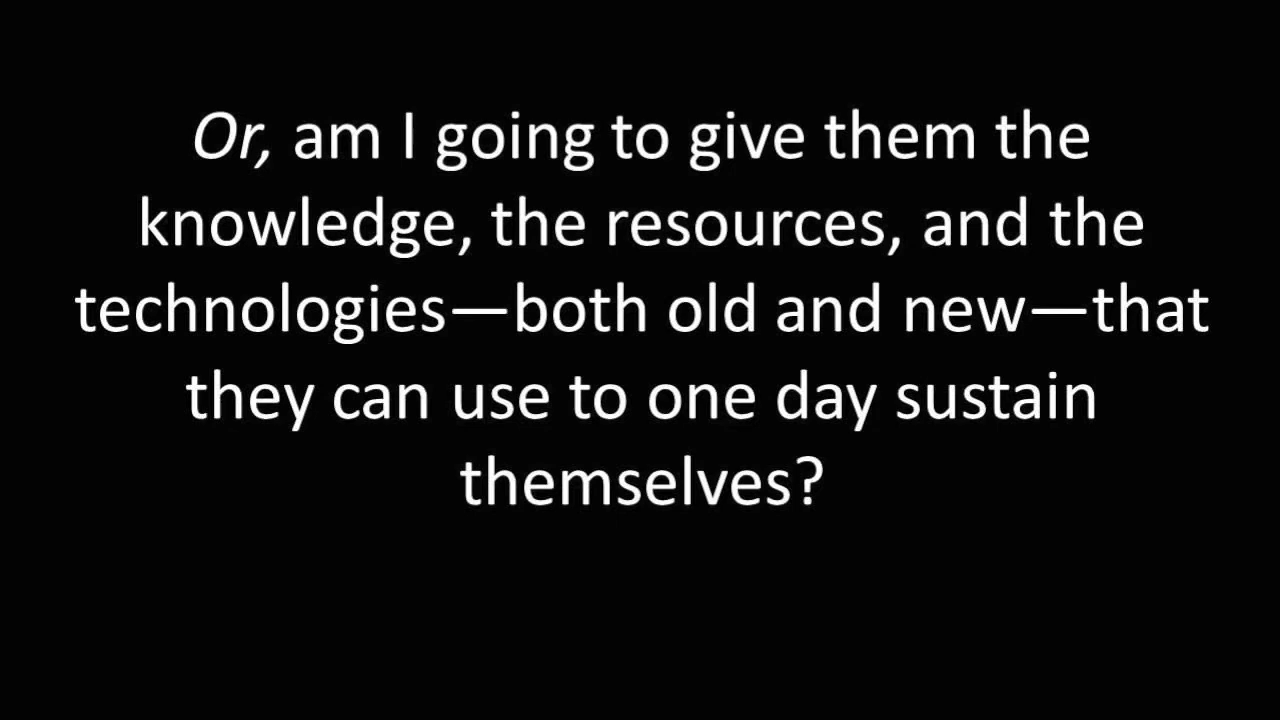 Or, am I going to give them the
knowledge, the resources, and the
technologies—both old and new—that
they can use to one day sustain
themselves?